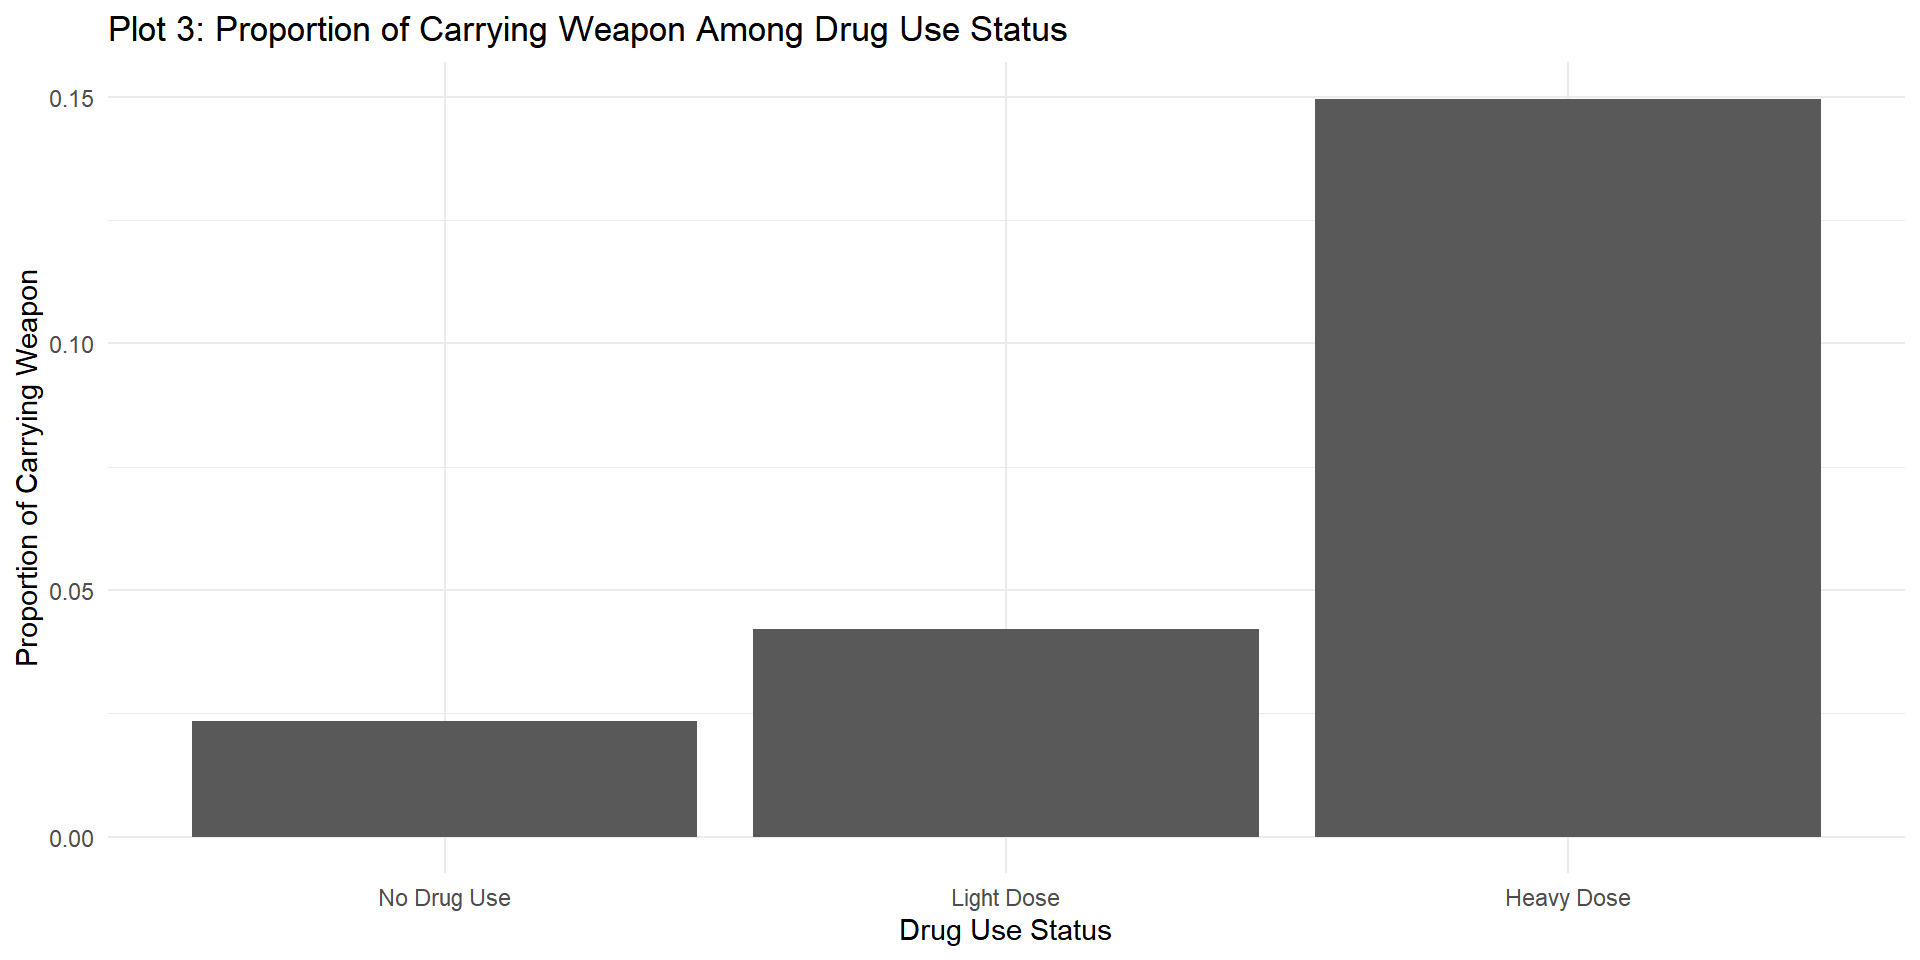 Plot 3: Proportion of Carrying Weapon Among Drug Use Status
Proportion of Carrying Weapon
0.15
0.10
0.05
0.00
No Drug Use
Light Dose
Heavy Dose
Drug Use Status